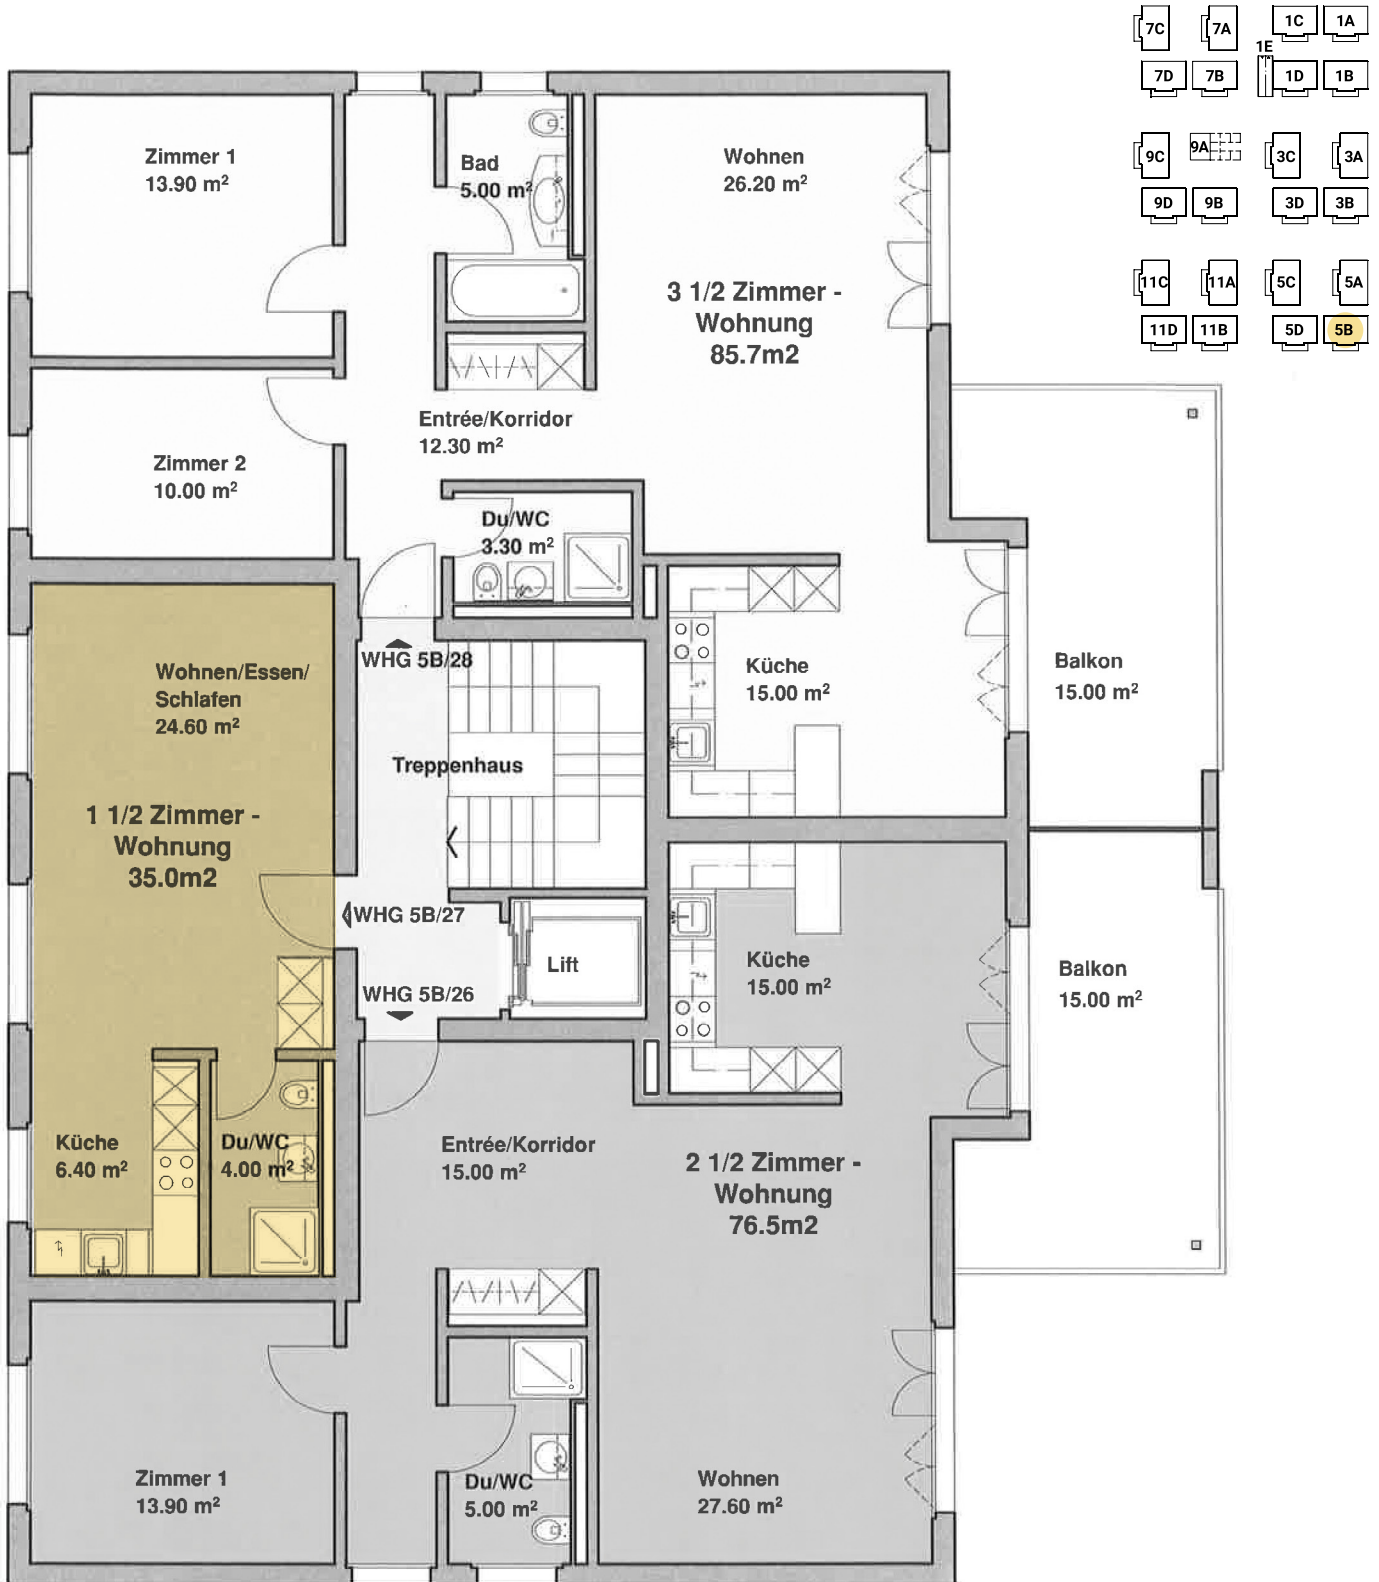 7C
7A
1C
1A
1E
7D
7B
1D
1B
9C
9A
3C
3A
9D
9B
3D
3B
11C
11A
5C
5A
11D
11B
5D
5B
Zimmer 1
13.90 m²
Bad
5.00 m²
Wohnen
26.20 m²
3 1/2 Zimmer -
Wohnung
85.7m2
Entrée/Korridor
12.30 m²
Zimmer 2
10.00 m²
Du/WC
3.30 m²
WHG 5B/28
Küche
15.00 m²
Balkon
15.00 m²
Wohnen/Essen/
Schlafen
24.60 m²
Treppenhaus
1 1/2 Zimmer -
Wohnung
35.0m2
WHG 5B/27
Lift
WHG 5B/26
Küche
15.00 m²
Balkon
15.00 m²
Küche
6.40 m²
Du/WC
4.00 m²
Entrée/Korridor
15.00 m²
2 1/2 Zimmer -
Wohnung
76.5m2
Zimmer 1
13.90 m²
Du/WC
5.00 m²
Wohnen
27.60 m²